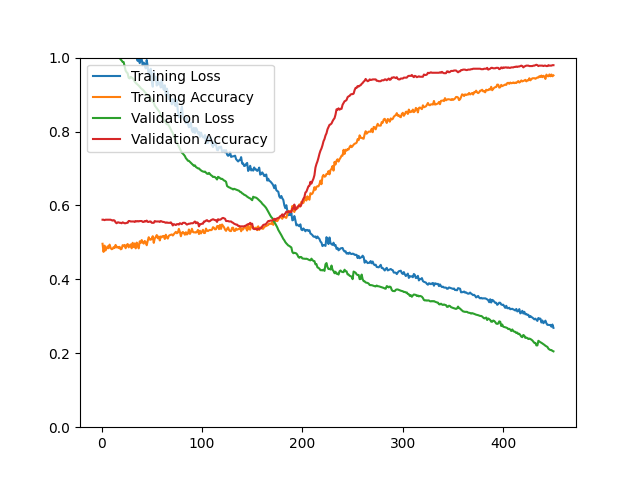 1.0
0.8
0.6
0.4
0.2
0.0
Training Loss
Training Accuracy
Validation Loss
Validation Accuracy
0 100 200 300 400